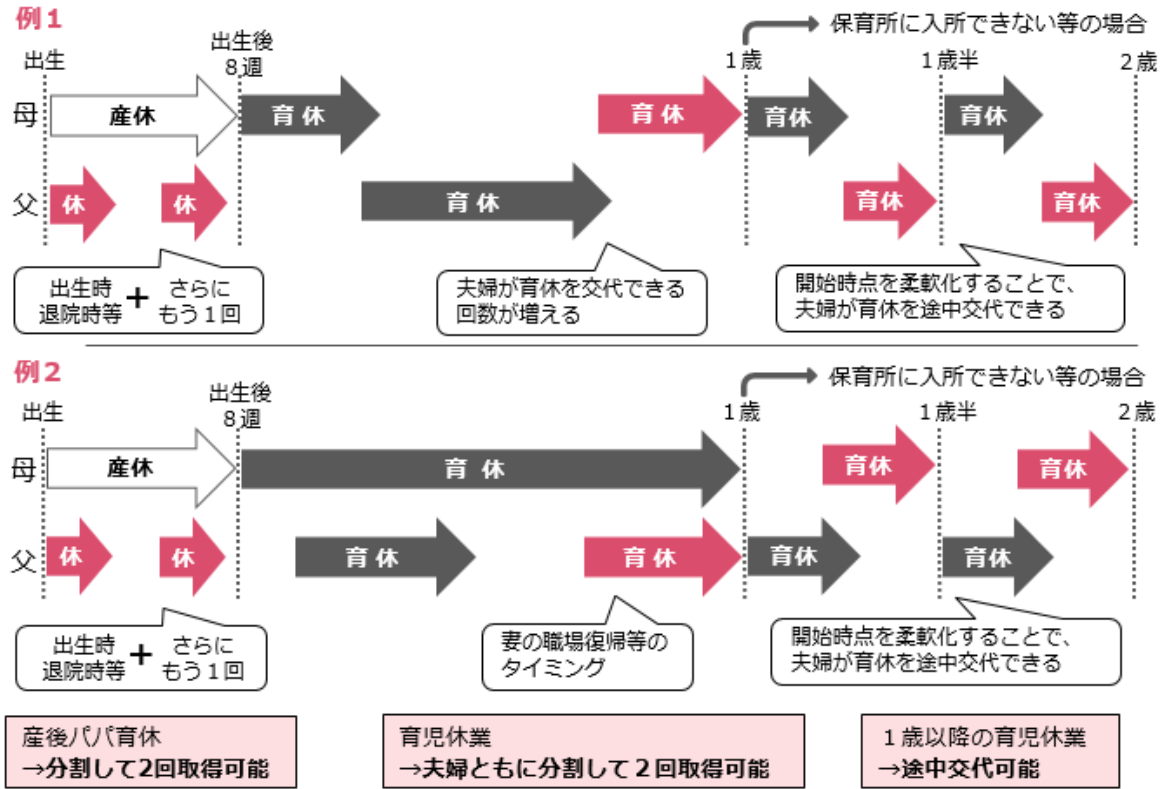 例1
保育所に入所できない等の場合
出生
出生後
8週
1歳
1歳半
2歳
母
産休
育休
育休
育休
育休
父
休
休
育休
育休
育休
出生時
退院時等
+
さらに
もう1回
夫婦が育休を交代できる
回数が増える
開始時点を柔軟化することで、
夫婦が育休を途中交代できる
例2
保育所に入所できない等の場合
出生
出生後
8週
1歳
1歳半
2歳
母
産休
育休
育休
育休
父
休
休
育休
育休
育休
育休
出生時
退院時等
+
さらに
もう1回
妻の職場復帰等の
タイミング
開始時点を柔軟化することで、
夫婦が育休を途中交代できる
産後パパ育休
→分割して2回取得可能
育児休業
→夫婦ともに分割して2回取得可能
1歳以降の育児休業
→途中交代可能